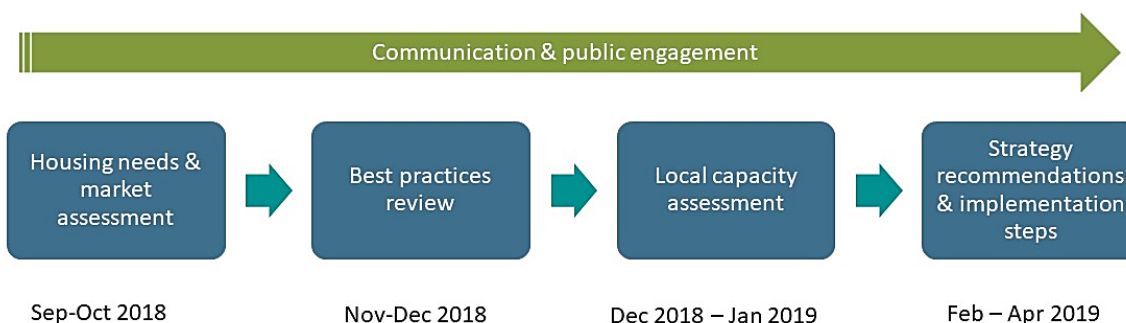 Communication & public engagement
Housing needs &
market
assessment
Best practices
review
Local capacity
assessment
Strategy
recommendations
& implementation
steps
Sep-Oct 2018
Nov-Dec 2018
Dec 2018 – Jan 2019
Feb – Apr 2019